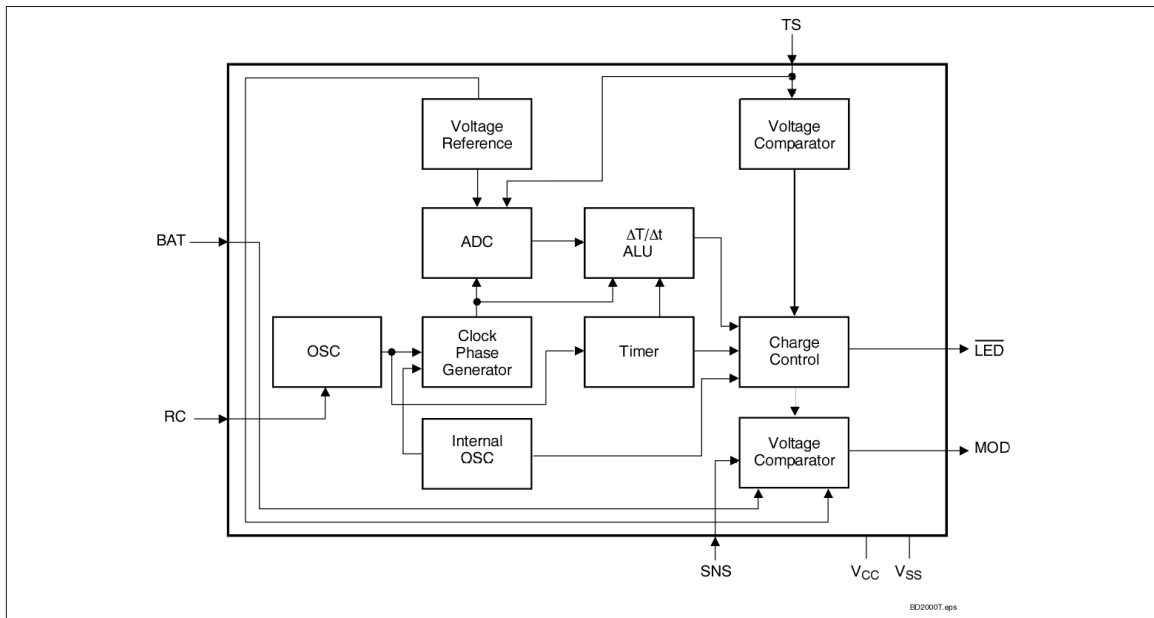 TS
Voltage
Reference
Voltage
Comparator
BAT
ADC
ΔT/Δt
ALU
OSC
Clock
Phase
Generator
Timer
Charge
Control
L̅E̅D̅
RC
Internal
OSC
Voltage
Comparator
MOD
SNS
VCC
VSS
BD2000T.eps